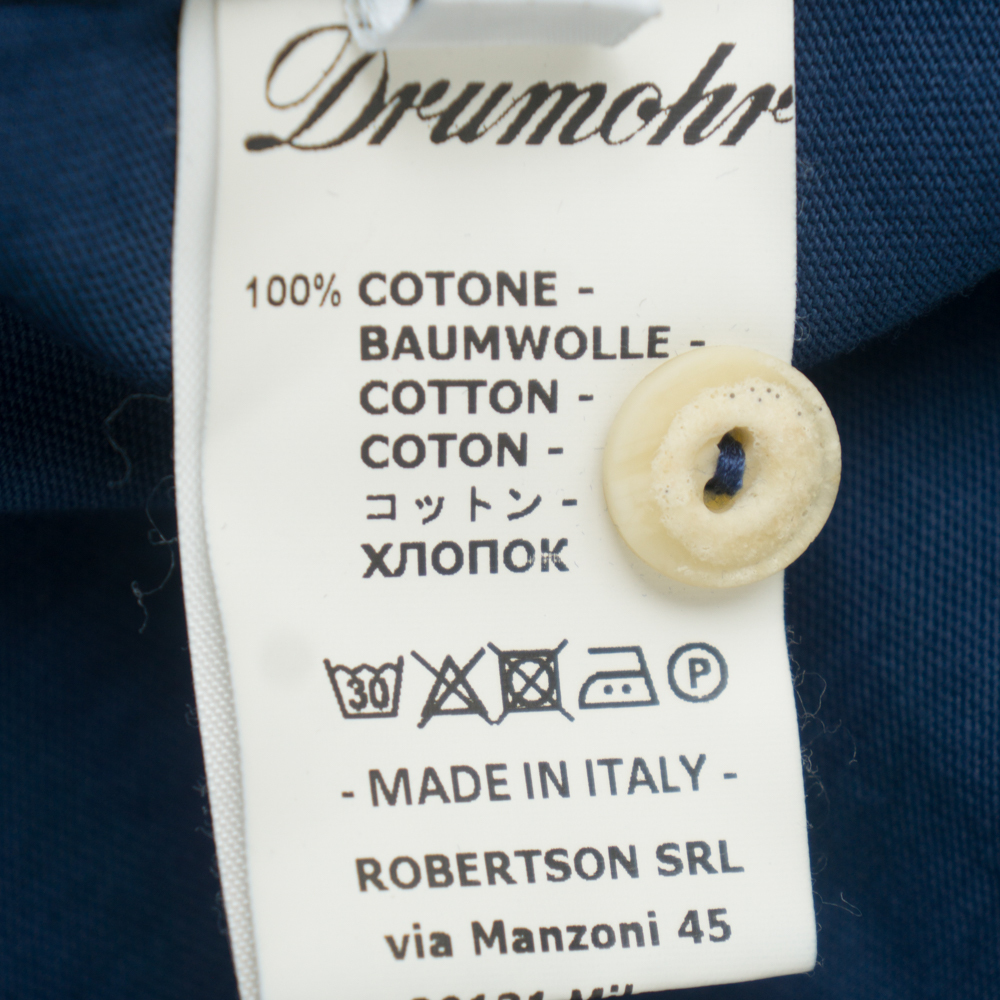 Drumohr
100% COTONE -
BAUMWOLLE -
COTTON -
COTON -
コットン -
ХЛОПОК
30 P
- MADE IN ITALY -
ROBERTSON SRL
via Manzoni 45